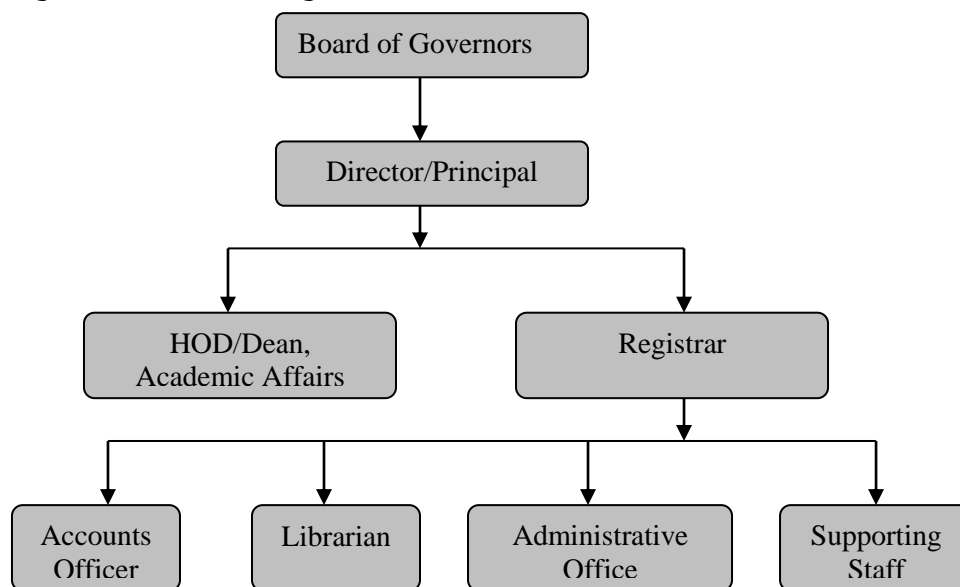 Board of Governors
Director/Principal
HOD/Dean,
Academic Affairs
Registrar
Accounts
Officer
Librarian
Administrative
Office
Supporting
Staff